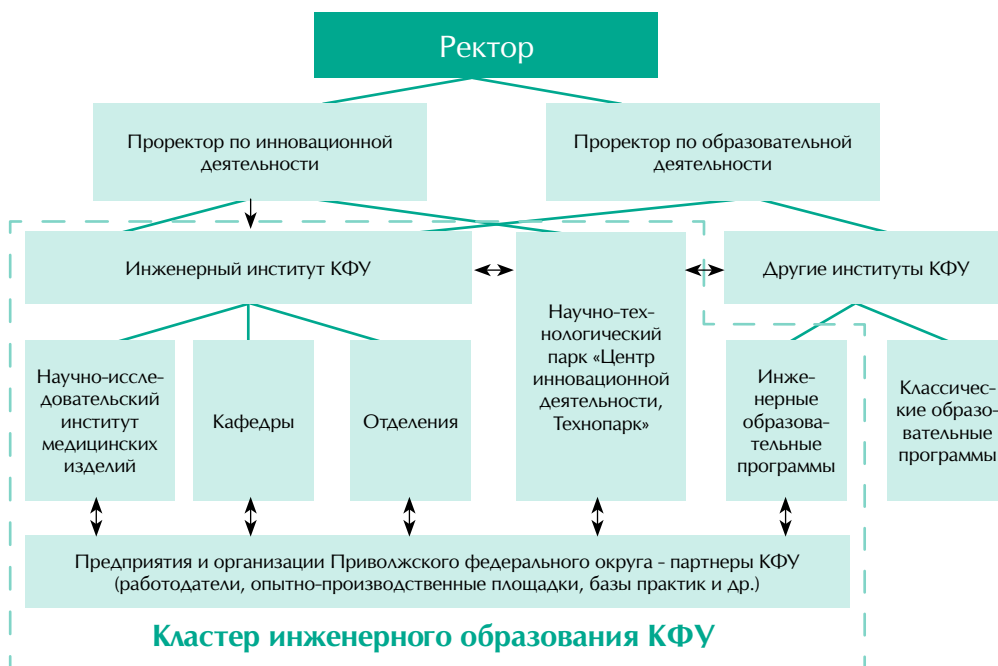 Ректор
Проректор по инновационной
деятельности
Проректор по образовательной
деятельности
Инженерный институт КФУ
Научно-тех-
нологический
парк «Центр
инновационной
деятельности,
Технопарк»
Другие институты КФУ
Научно-иссле-
довательский
институт
медицинских
изделий
Кафедры
Отделения
Инже-
нерные
образова-
тельные
программы
Классичес-
кие образо-
вательные
программы
Предприятия и организации Приволжского федерального округа - партнеры КФУ
(работодатели, опытно-производственные площадки, базы практик и др.)
Кластер инженерного образования КФУ